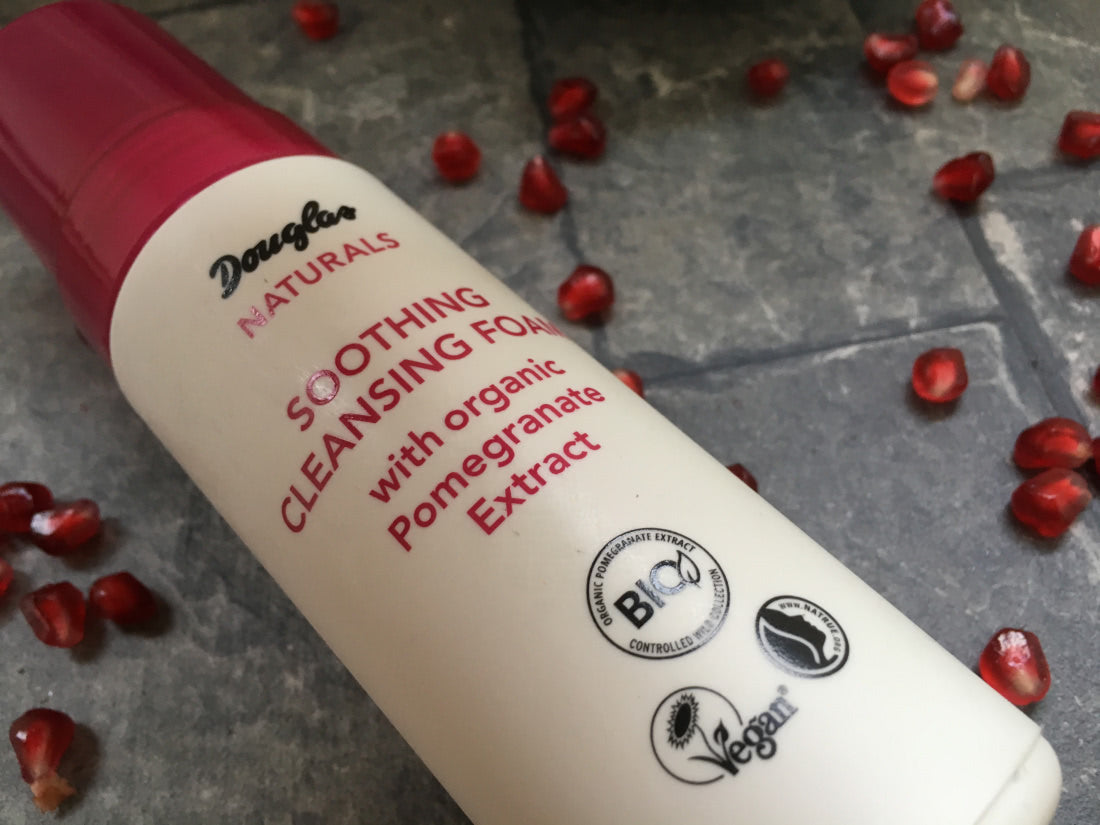 Douglas
NATURALS
SOOTHING
CLEANSING FOAM
with organic
Pomegranate
Extract
ORGANIC POMEGRANATE EXTRACT
BIO
CONTROLLED WILD COLLECTION
WWW.NATRUE.ORG
Vegan®